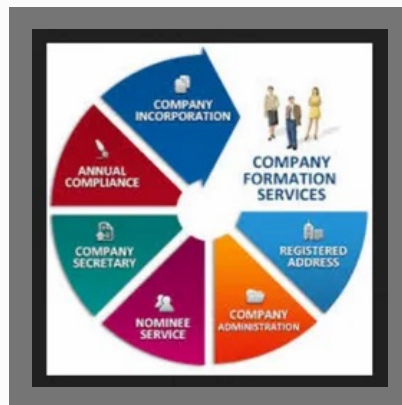 COMPANY
INCORPORATION
COMPANY
FORMATION
SERVICES
ANNUAL
COMPLIANCE
COMPANY
SECRETARY
REGISTERED
ADDRESS
NOMINEE
SERVICE
COMPANY
ADMINISTRATION